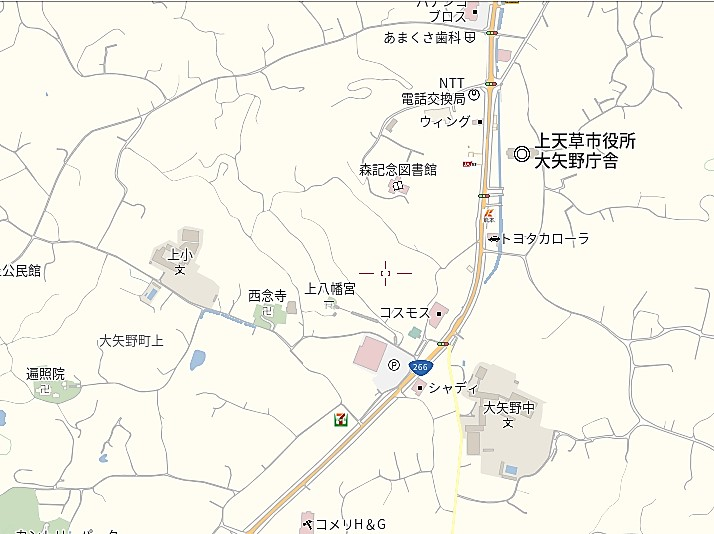 ブロス
あまくさ歯科
NTT
電話交換局
ウィング
上天草市役所
大矢野庁舎
森記念図書館
トヨタカローラ
上小
文
公民館
西念寺
上八幡宮
コスモス
大矢野町上
P
266
シャディ
遍照院
大矢野中
文
7
コメリH&G